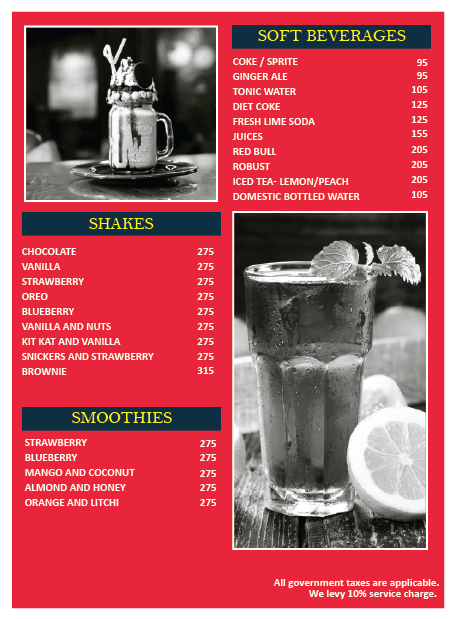 SOFT BEVERAGES
COKE / SPRITE 95
GINGER ALE 95
TONIC WATER 105
DIET COKE 125
FRESH LIME SODA 125
JUICES 155
RED BULL 205
ROBUST 205
ICED TEA- LEMON/PEACH 205
DOMESTIC BOTTLED WATER 105
SHAKES
CHOCOLATE 275
VANILLA 275
STRAWBERRY 275
OREO 275
BLUEBERRY 275
VANILLA AND NUTS 275
KIT KAT AND VANILLA 275
SNICKERS AND STRAWBERRY 275
BROWNIE 315
SMOOTHIES
STRAWBERRY 275
BLUEBERRY 275
MANGO AND COCONUT 275
ALMOND AND HONEY 275
ORANGE AND LITCHI 275
All government taxes are applicable.
We levy 10% service charge.